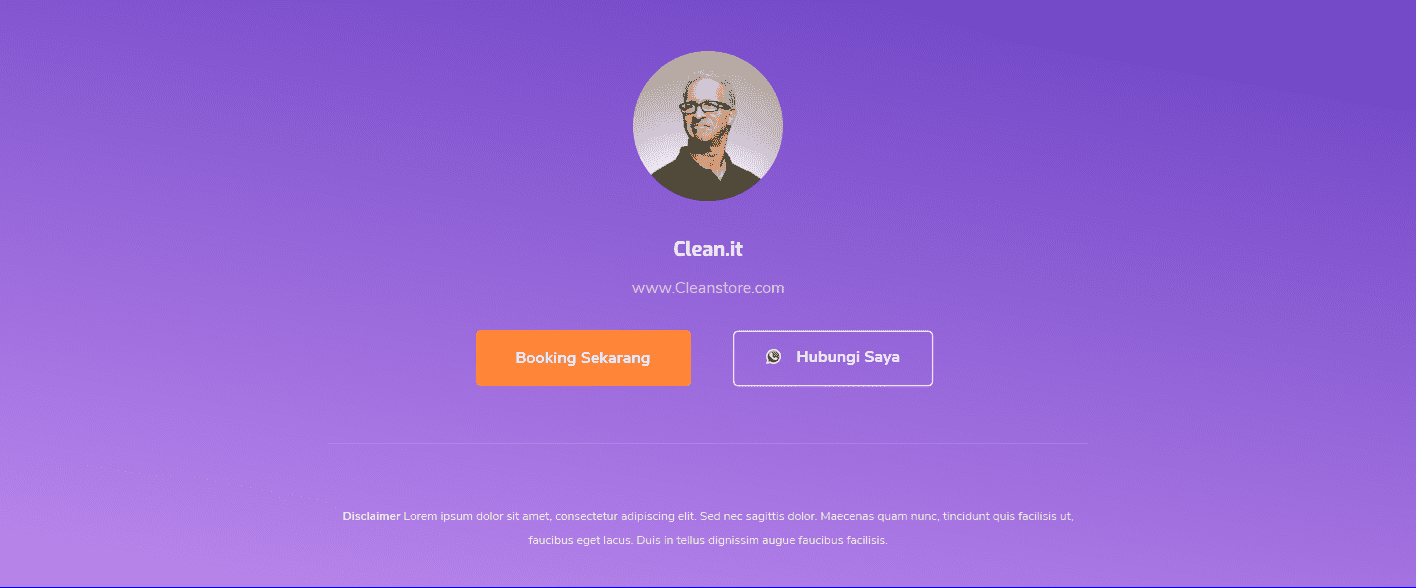 Clean.it
www.Cleanstore.com
Booking Sekarang
Hubungi Saya
Disclaimer Lorem ipsum dolor sit amet, consectetur adipiscing elit. Sed nec sagittis dolor. Maecenas quam nunc, tincidunt quis facilisis ut,
faucibus eget lacus. Duis in tellus dignissim augue faucibus facilisis.